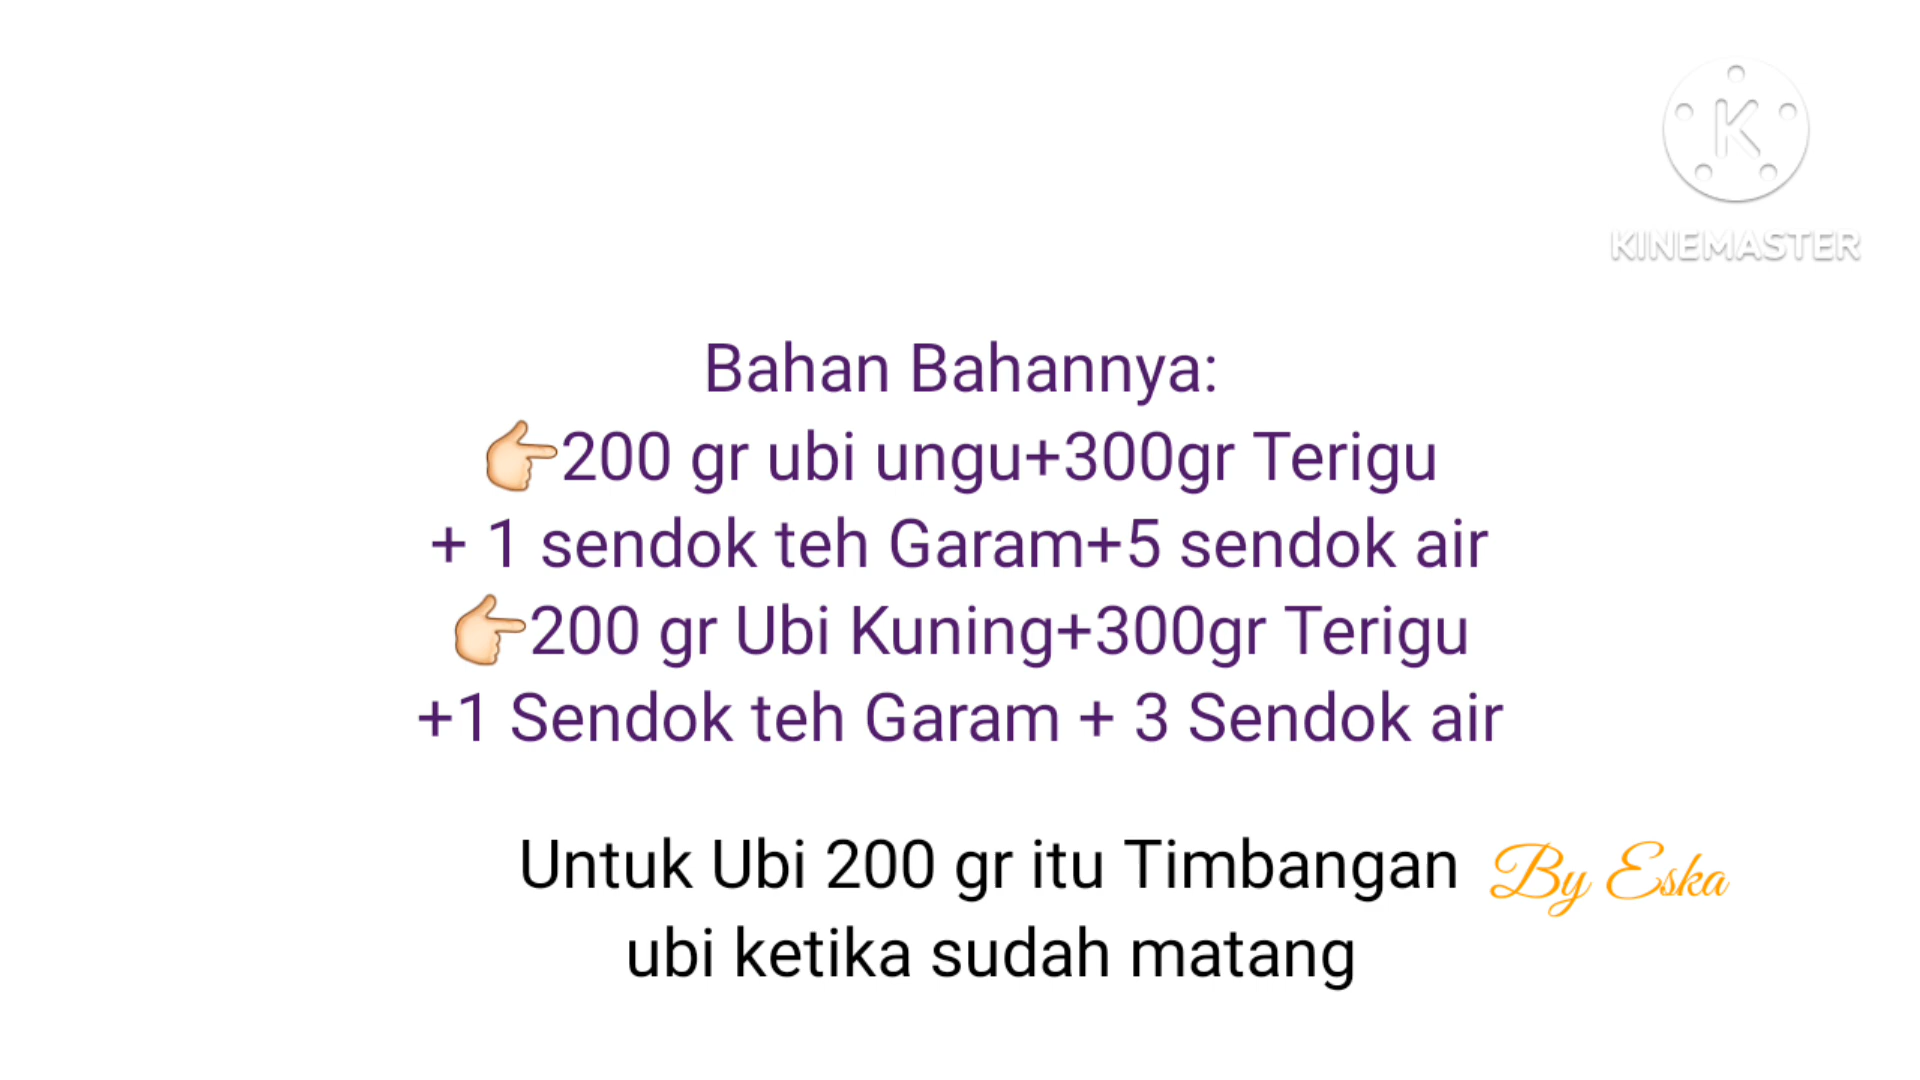 K
KINEMASTER
Bahan Bahannya:
👉200 gr ubi ungu+300gr Terigu
+ 1 sendok teh Garam+5 sendok air
👉200 gr Ubi Kuning+300gr Terigu
+1 Sendok teh Garam + 3 Sendok air
Untuk Ubi 200 gr itu Timbangan
ubi ketika sudah matang
By Eska